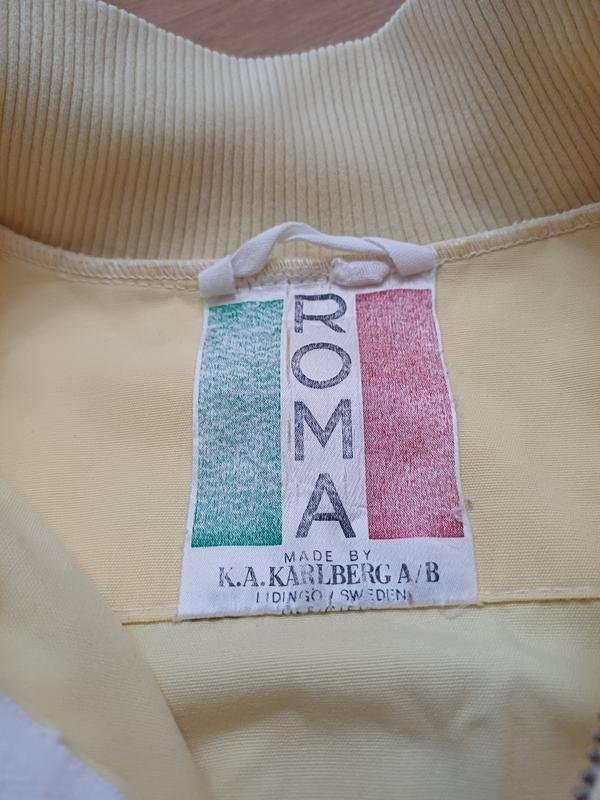 ROMA
MADE BY
K.A.KARLBERG A/B
LIDINGÖ / SWEDEN